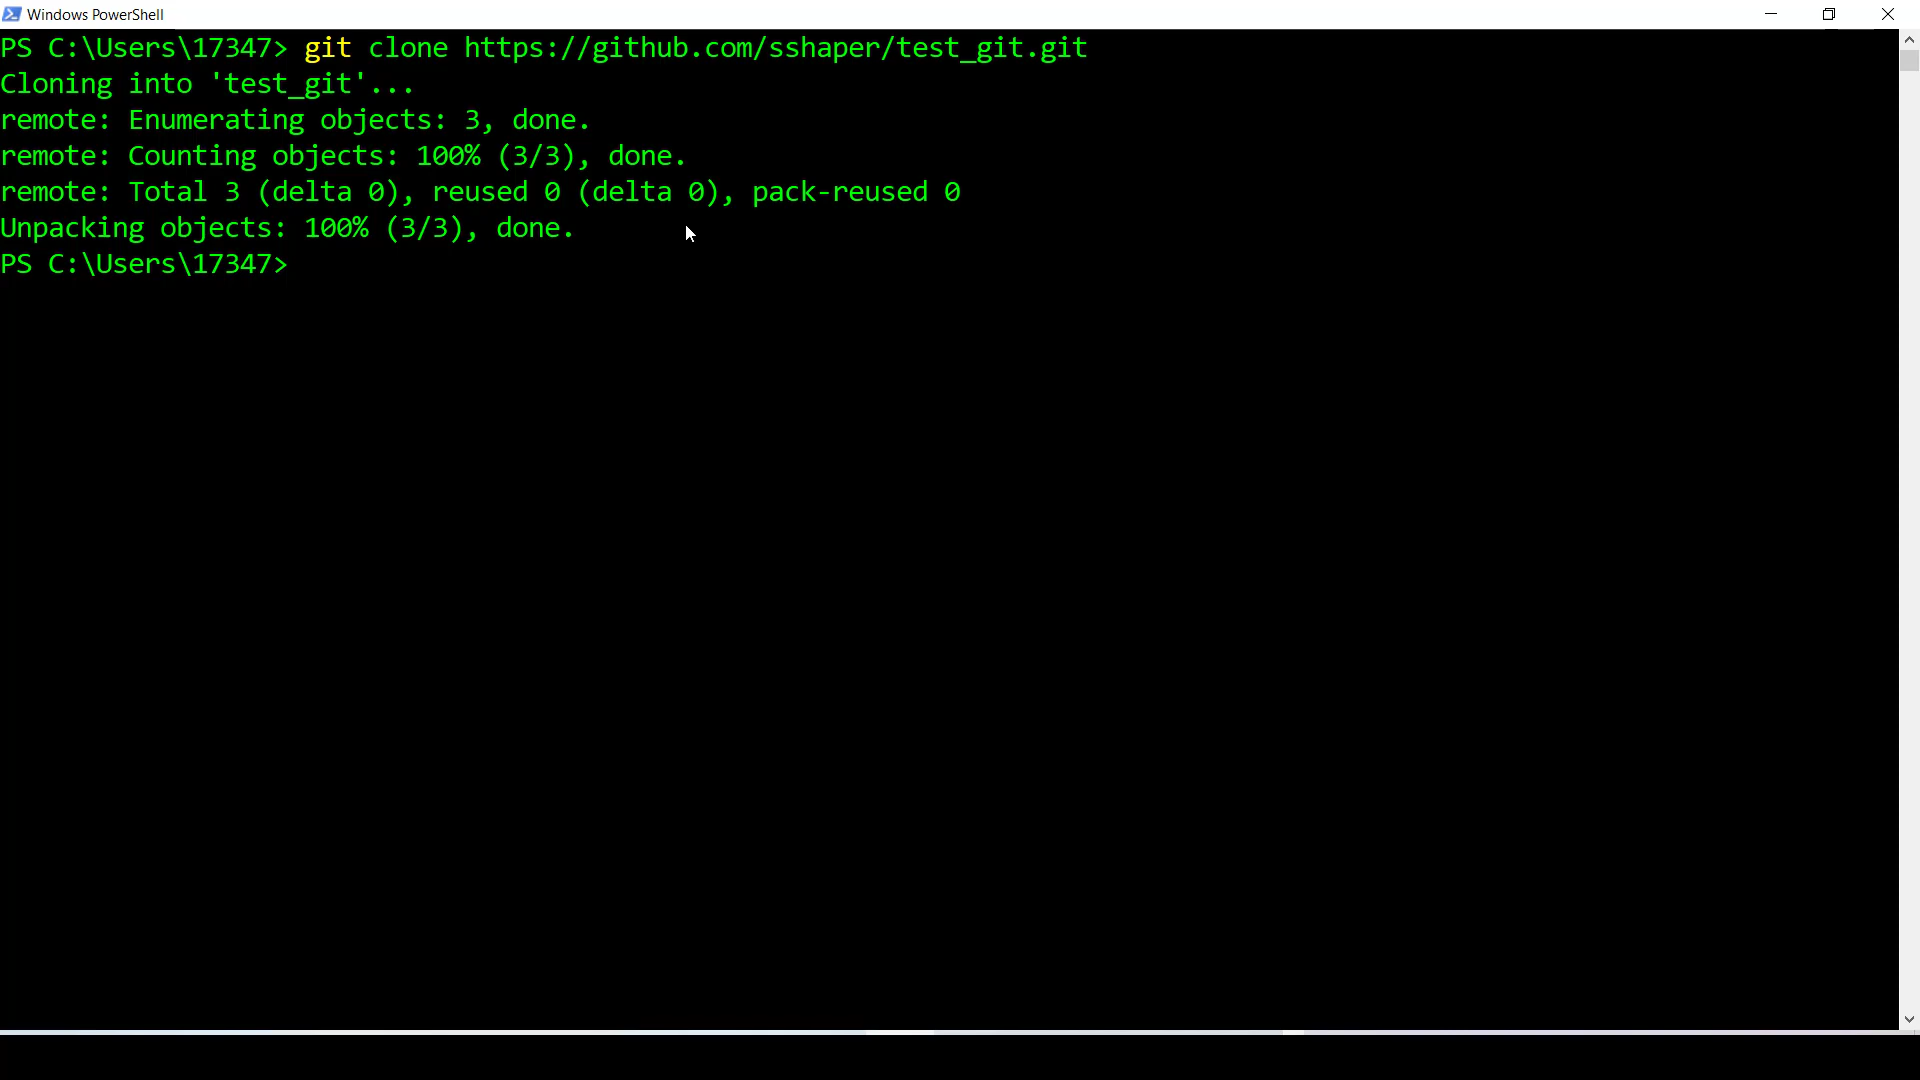 Windows PowerShell
PS C:\Users\17347> git clone https://github.com/sshaper/test_git.git
Cloning into 'test_git'...
remote: Enumerating objects: 3, done.
remote: Counting objects: 100% (3/3), done.
remote: Total 3 (delta 0), reused 0 (delta 0), pack-reused 0
Unpacking objects: 100% (3/3), done.
PS C:\Users\17347>